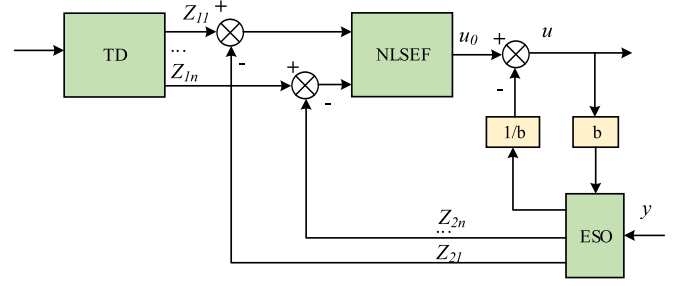 Z11
+
TD
...
Z1n
-
+
-
NLSEF
u0
+
u
-
1/b
b
Z2n
...
Z21
ESO
y